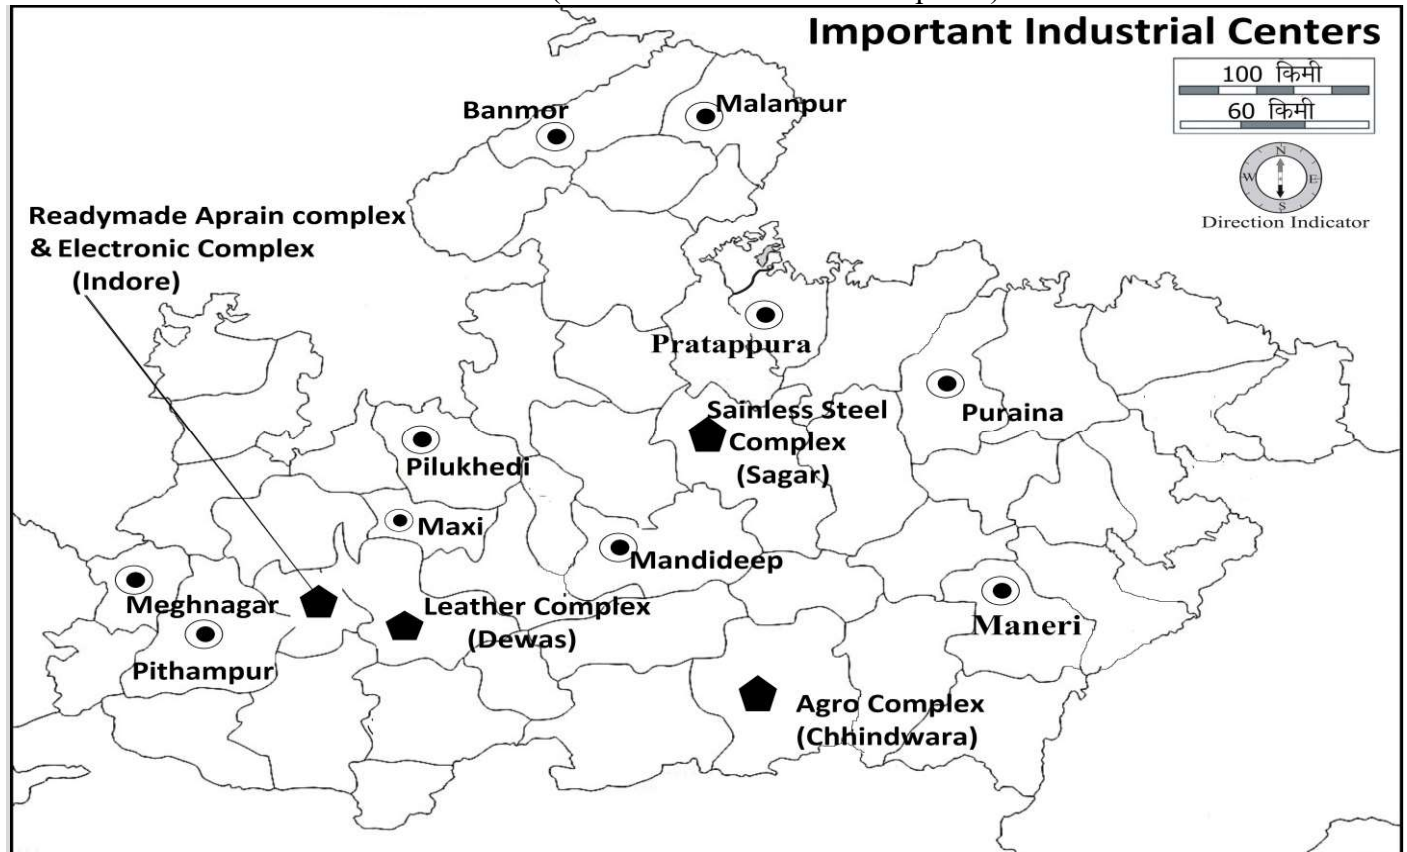 Important Industrial Centers
100 किमी
60 किमी
N
W E
S
Direction Indicator
Banmor
Malanpur
Readymade Aprain complex
& Electronic Complex
(Indore)
Pratappura
Puraina
Sainless Steel
Complex
(Sagar)
Pilukhedi
Maxi
Mandideep
Meghnagar
Leather Complex
(Dewas)
Maneri
Pithampur
Agro Complex
(Chhindwara)